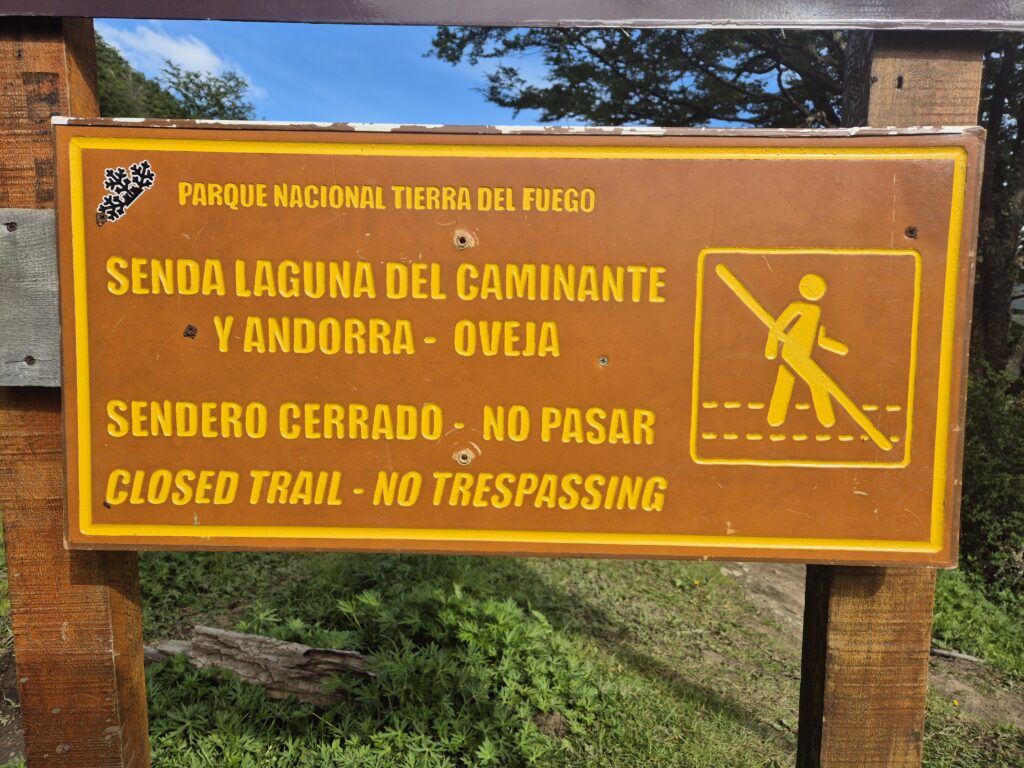 PARQUE NACIONAL TIERRA DEL FUEGO
SENDA LAGUNA DEL CAMINANTE
Y ANDORRA - OVEJA
SENDERO CERRADO - NO PASAR
CLOSED TRAIL - NO TRESPASSING